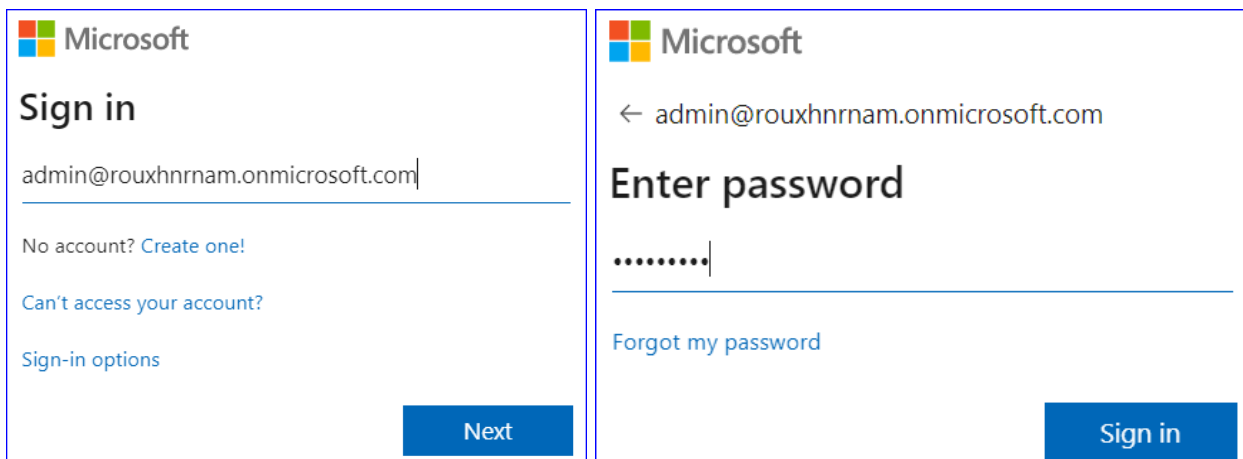 Microsoft
Sign in
admin@rouxhnrnam.onmicrosoft.com
No account? Create one!
Can't access your account?
Sign-in options
Next
Microsoft
← admin@rouxhnrnam.onmicrosoft.com
Enter password
•••••••••
Forgot my password
Sign in